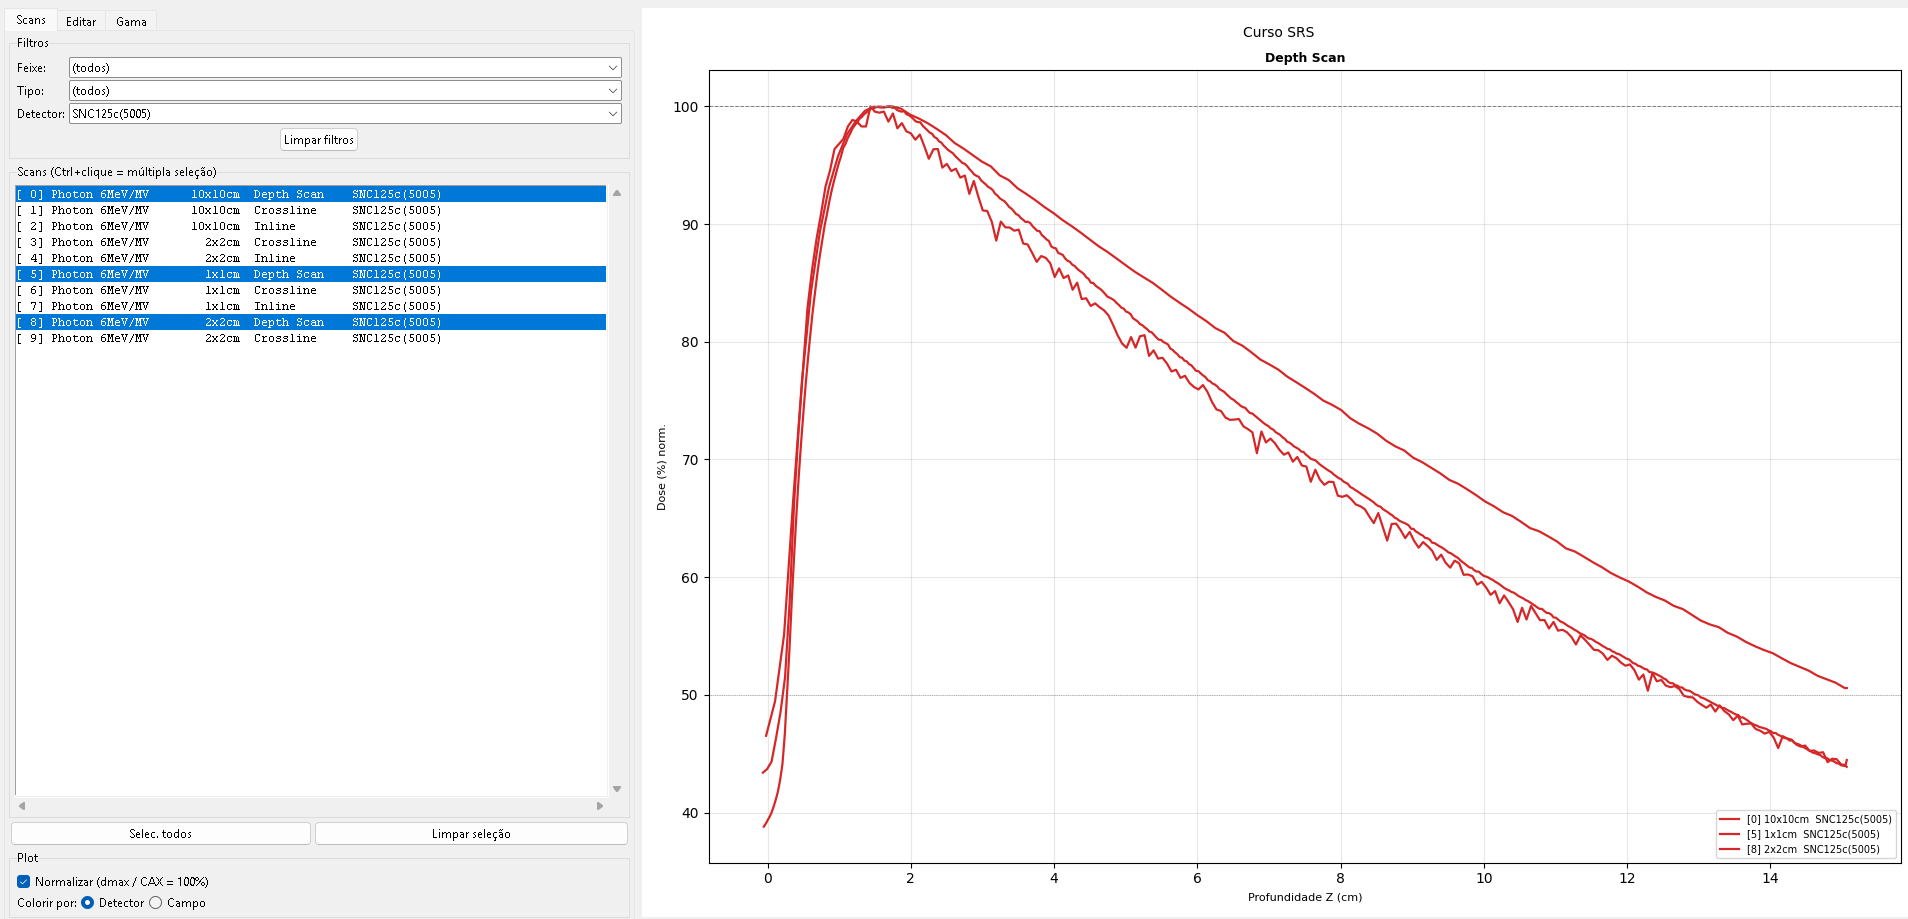 Scans Editar Gama
Filtros
Feixe: (todos)
Tipo: (todos)
Detector: SNC125c(5005)
Limpar filtros
Scans (Ctrl+clique = múltipla seleção)
[ 0] Photon 6MeV/MV 10x10cm Depth Scan SNC125c(5005)
[ 1] Photon 6MeV/MV 10x10cm Crossline SNC125c(5005)
[ 2] Photon 6MeV/MV 10x10cm Inline SNC125c(5005)
[ 3] Photon 6MeV/MV 2x2cm Crossline SNC125c(5005)
[ 4] Photon 6MeV/MV 2x2cm Inline SNC125c(5005)
[ 5] Photon 6MeV/MV 1x1cm Depth Scan SNC125c(5005)
[ 6] Photon 6MeV/MV 1x1cm Crossline SNC125c(5005)
[ 7] Photon 6MeV/MV 1x1cm Inline SNC125c(5005)
[ 8] Photon 6MeV/MV 2x2cm Depth Scan SNC125c(5005)
[ 9] Photon 6MeV/MV 2x2cm Crossline SNC125c(5005)
Selec. todos Limpar seleção
Plot
Normalizar (dmax / CAX = 100%)
Colorir por: Detector Campo
Curso SRS
Depth Scan
100
90
80
70
60
50
40
Dose (%) norm.
0 2 4 6 8 10 12 14
Profundidade Z (cm)
[0] 10x10cm SNC125c(5005)
[5] 1x1cm SNC125c(5005)
[8] 2x2cm SNC125c(5005)